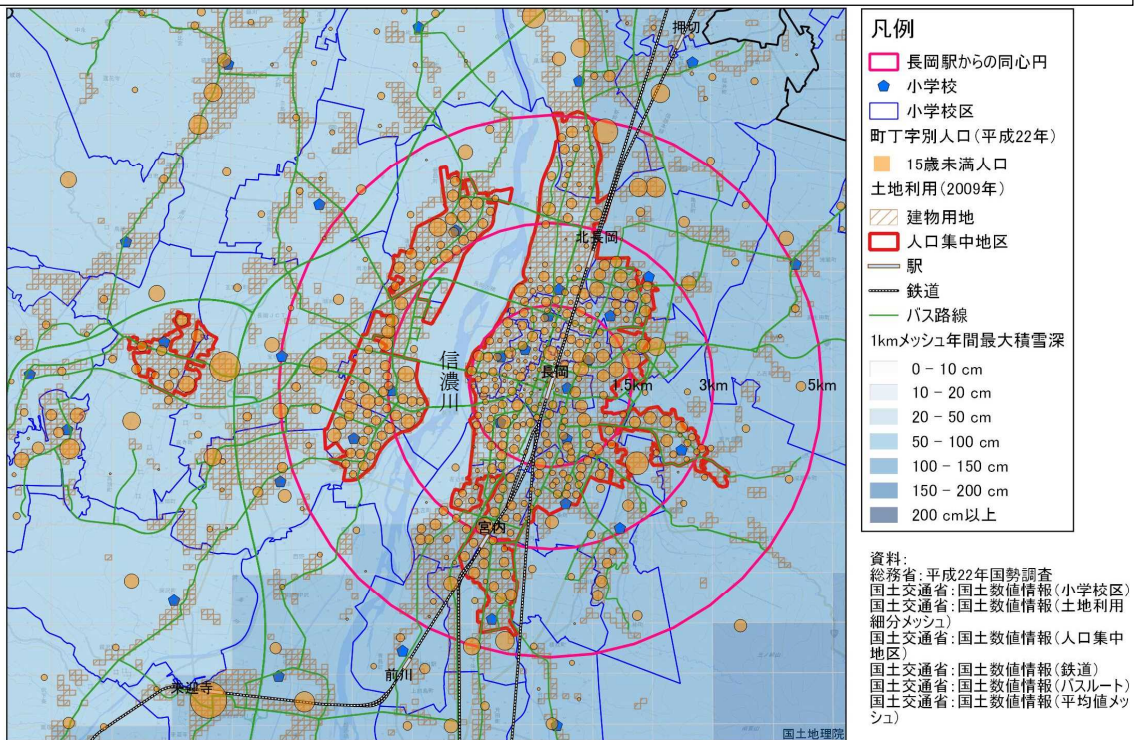 押切
北長岡
長岡
1.5km
3km
5km
信濃川
宮内
前川
来迎寺
国土地理院
凡例
長岡駅からの同心円
小学校
小学校区
町丁字別人口(平成22年)
15歳未満人口
土地利用(2009年)
建物用地
人口集中地区
駅
鉄道
バス路線
1kmメッシュ年間最大積雪深
0 - 10 cm
10 - 20 cm
20 - 50 cm
50 - 100 cm
100 - 150 cm
150 - 200 cm
200 cm以上
資料:
総務省:平成22年国勢調査
国土交通省:国土数値情報(小学校区)
国土交通省:国土数値情報(土地利用
細分メッシュ)
国土交通省:国土数値情報(人口集中
地区)
国土交通省:国土数値情報(鉄道)
国土交通省:国土数値情報(バスルート)
国土交通省:国土数値情報(平均値メッ
シュ)